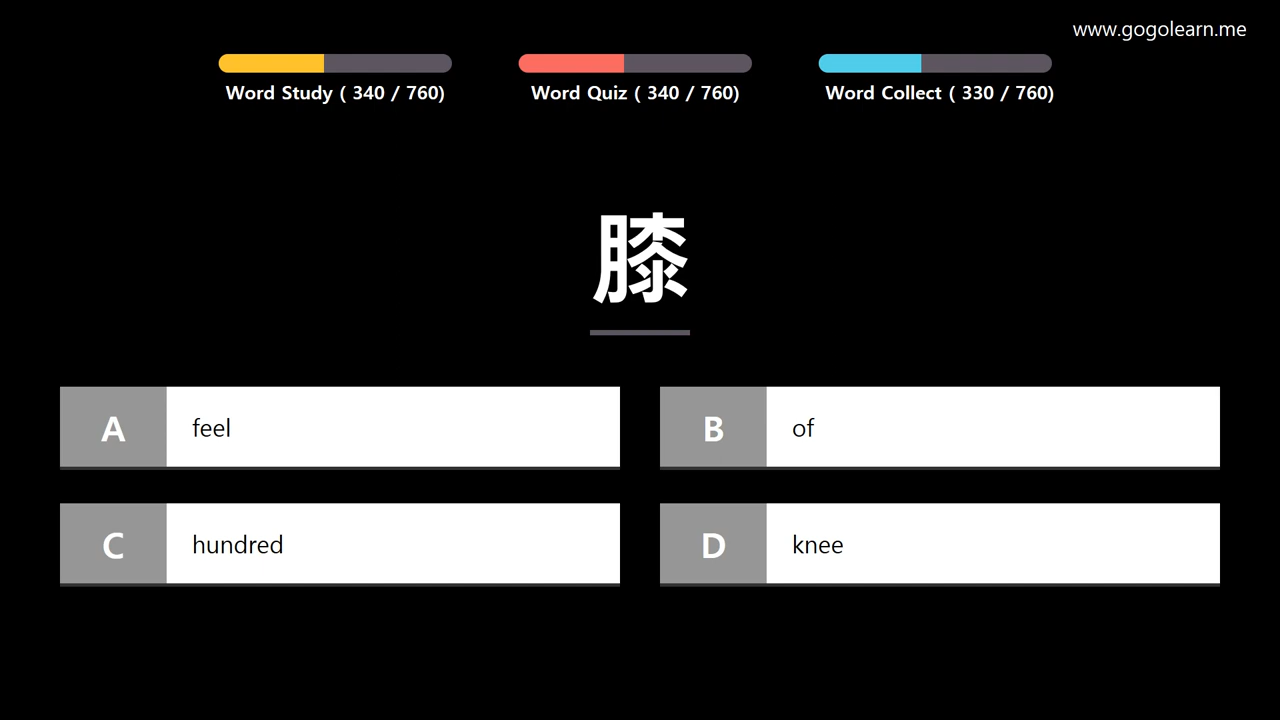 www.gogolearn.me
Word Study ( 340 / 760)
Word Quiz ( 340 / 760)
Word Collect ( 330 / 760)
膝
A feel
B of
C hundred
D knee